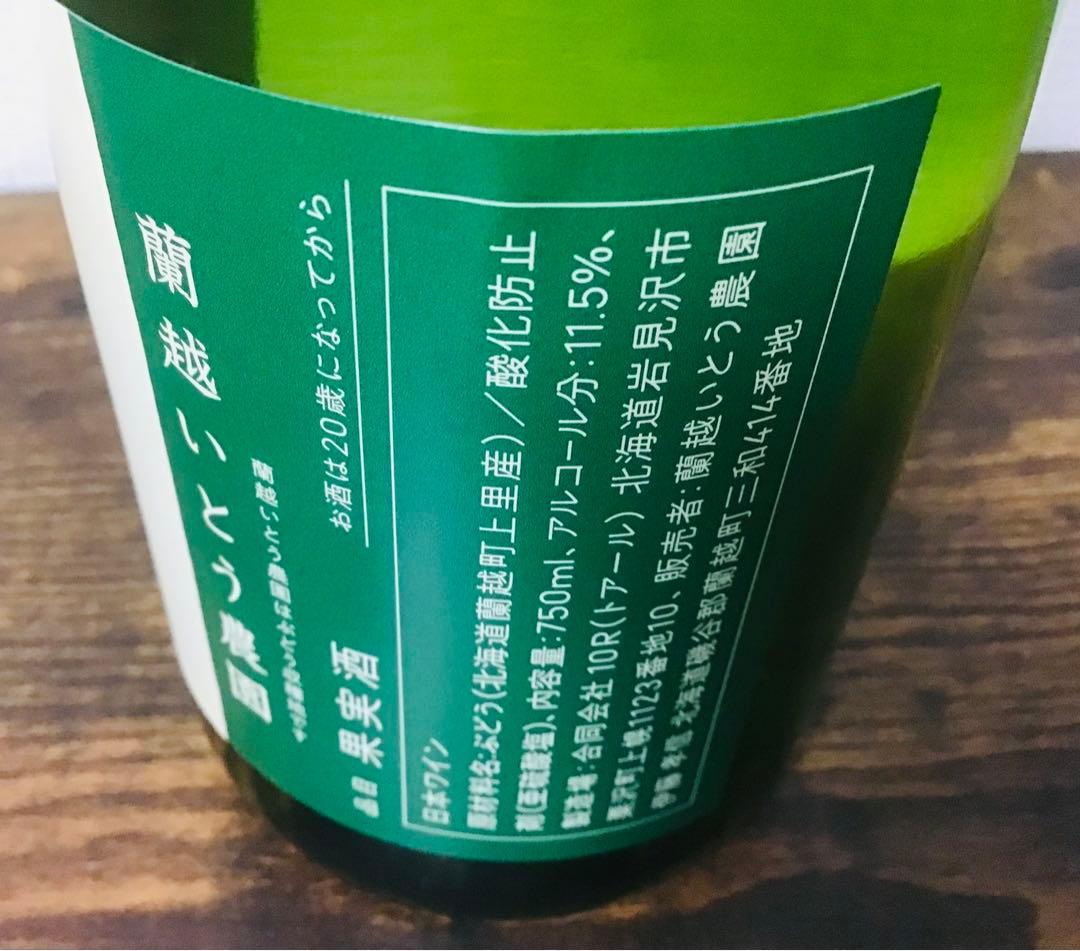 蘭越いとう農園
お酒は20歳になってから
品目 果実酒
日本ワイン
原材料名:ぶどう(北海道蘭越町上里産)／酸化防止
剤(亜硫酸塩)、内容量:750ml、アルコール分:11.5%、
製造場:合同会社10R(トアール) 北海道岩見沢市
栗沢町上幌1123番地10、販売者:蘭越いとう農園
北海道磯谷郡蘭越町三和414番地